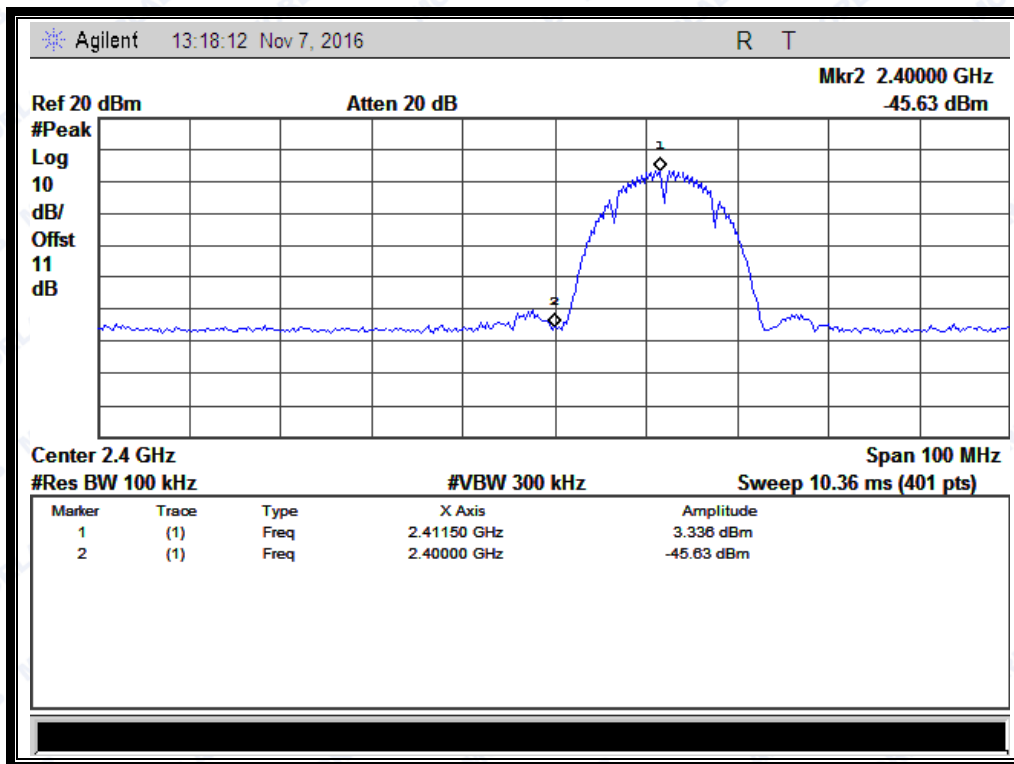 Agilent 13:18:12 Nov 7, 2016 R T
Mkr2 2.40000 GHz
Ref 20 dBm Atten 20 dB -45.63 dBm
#Peak
Log
10
dB/
Offst
11
dB
1
2
Center 2.4 GHz Span 100 MHz
#Res BW 100 kHz #VBW 300 kHz Sweep 10.36 ms (401 pts)
Marker Trace Type X Axis Amplitude
1 (1) Freq 2.41150 GHz 3.336 dBm
2 (1) Freq 2.40000 GHz -45.63 dBm